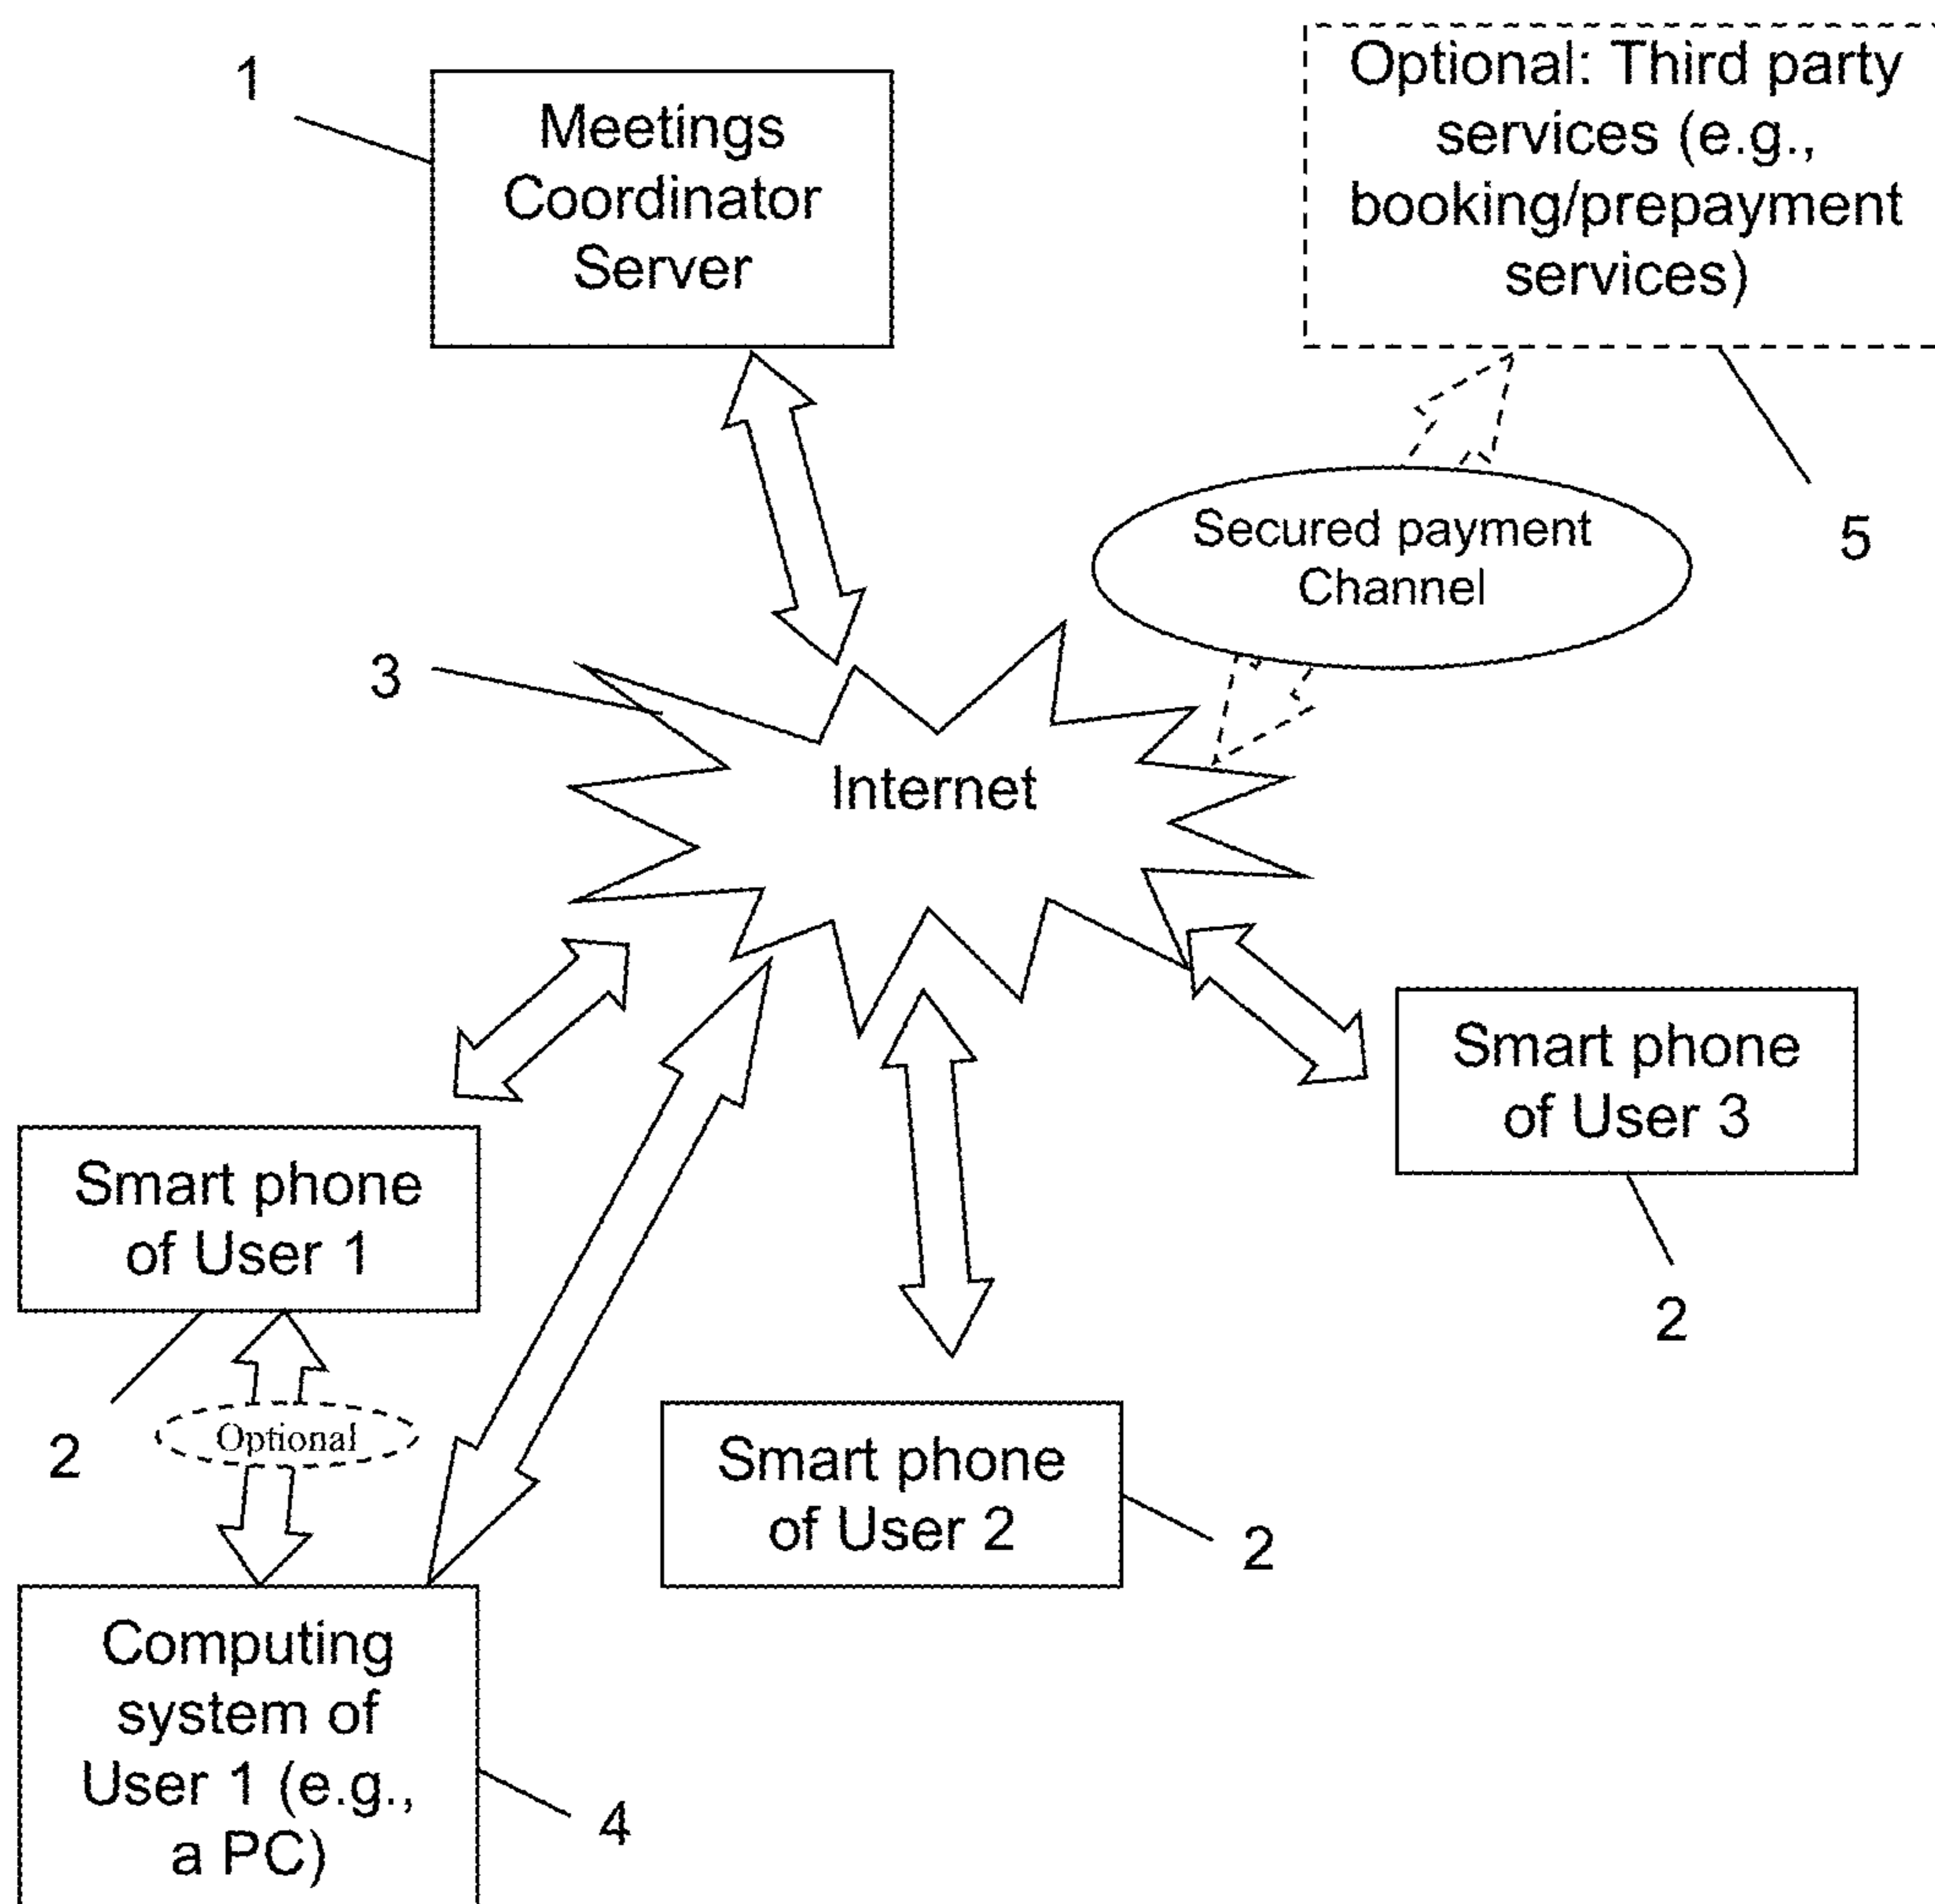 1
Meetings
Coordinator
Server
Optional: Third party
services (e.g.,
booking/prepayment
services)
5
Secured payment
Channel
3
Internet
Smart phone
of User 3
2
Smart phone
of User 1
2
Optional
Smart phone
of User 2
2
Computing
system of
User 1 (e.g.,
a PC)
4